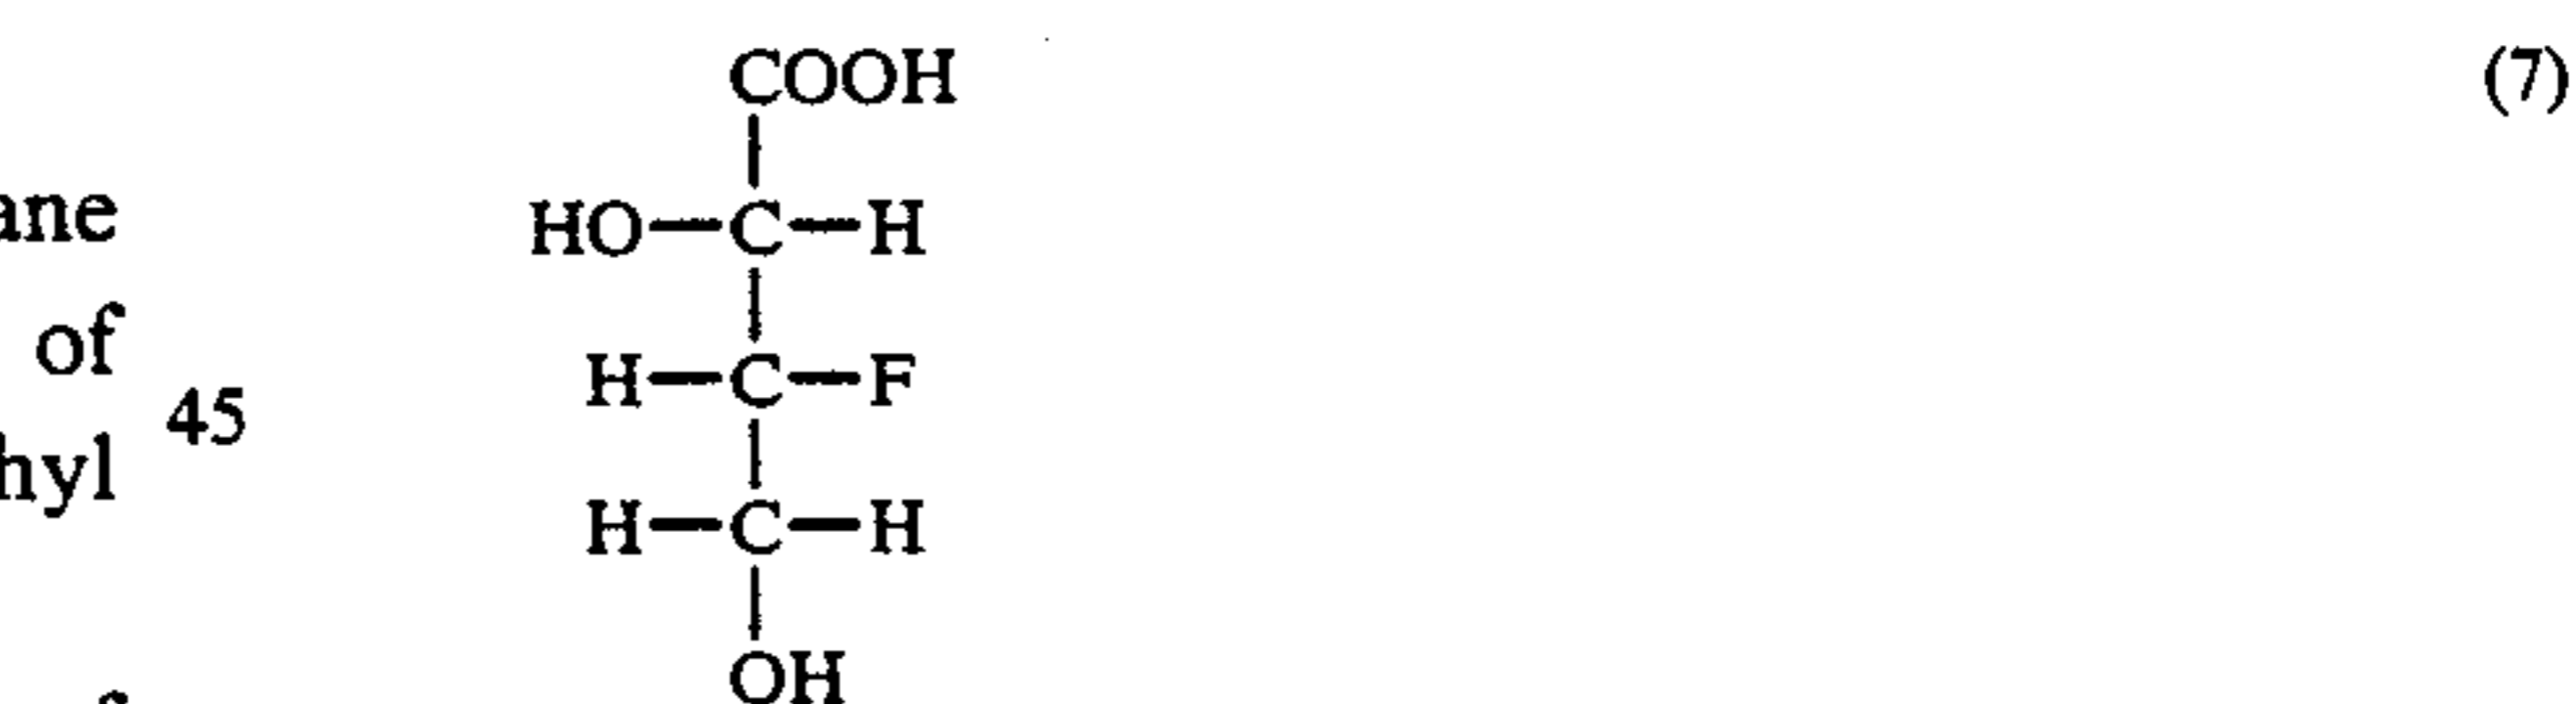 COOH (7)
ane HO—C—H
of
H—C—F
45
hyl
H—C—H
OH
f